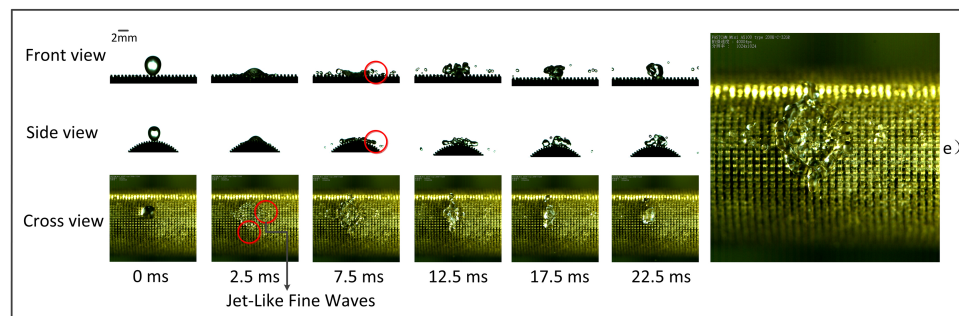 2mm
Front view
Side view
e)
Cross view
0 ms
2.5 ms
7.5 ms
12.5 ms
17.5 ms
22.5 ms
Jet-Like Fine Waves